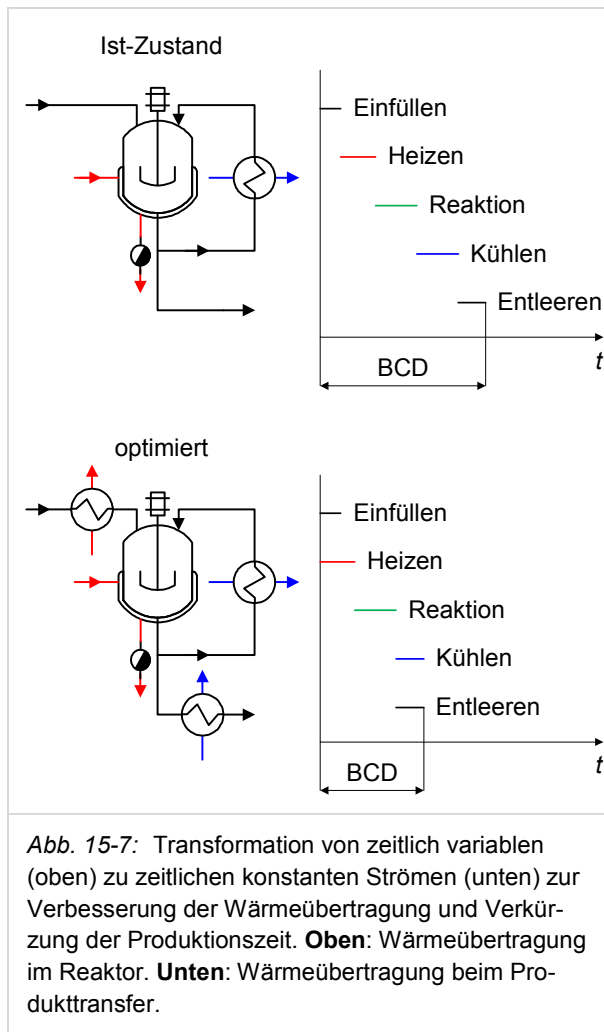 Ist-Zustand
Einfüllen
Heizen
Reaktion
Kühlen
Entleeren
BCD
t
optimiert
Einfüllen
Heizen
Reaktion
Kühlen
Entleeren
BCD
t
Abb. 15-7: Transformation von zeitlich variablen
(oben) zu zeitlichen konstanten Strömen (unten) zur
Verbesserung der Wärmeübertragung und Verkür-
zung der Produktionszeit. Oben: Wärmeübertragung
im Reaktor. Unten: Wärmeübertragung beim Pro-
dukttransfer.